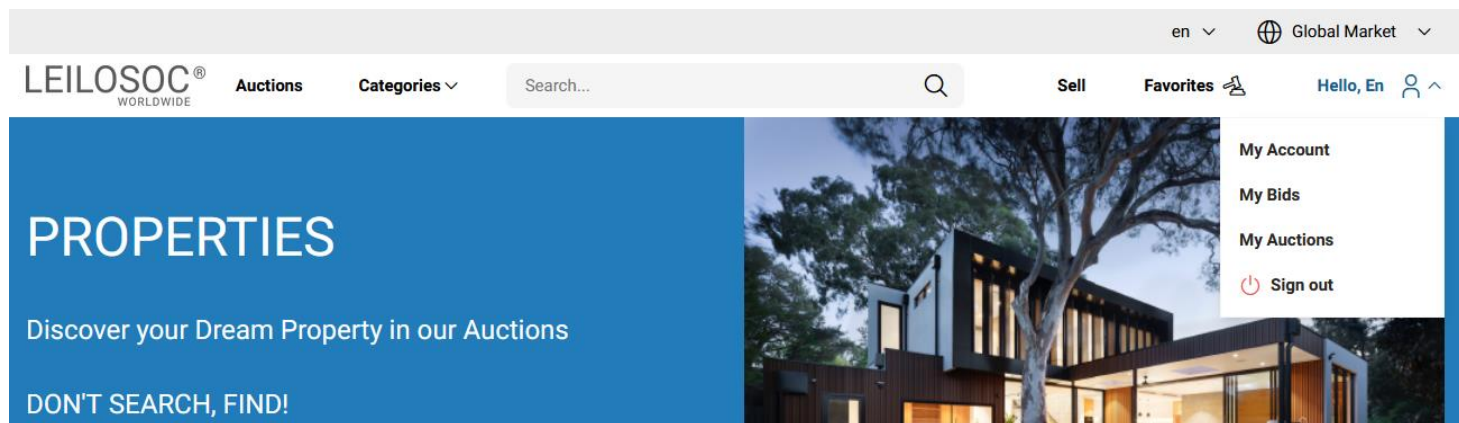 en Global Market
LEILOSOC® Auctions Categories Search... Sell Favorites Hello, En
WORLDWIDE
My Account
My Bids
PROPERTIES
My Auctions
Sign out
Discover your Dream Property in our Auctions
DON'T SEARCH, FIND!